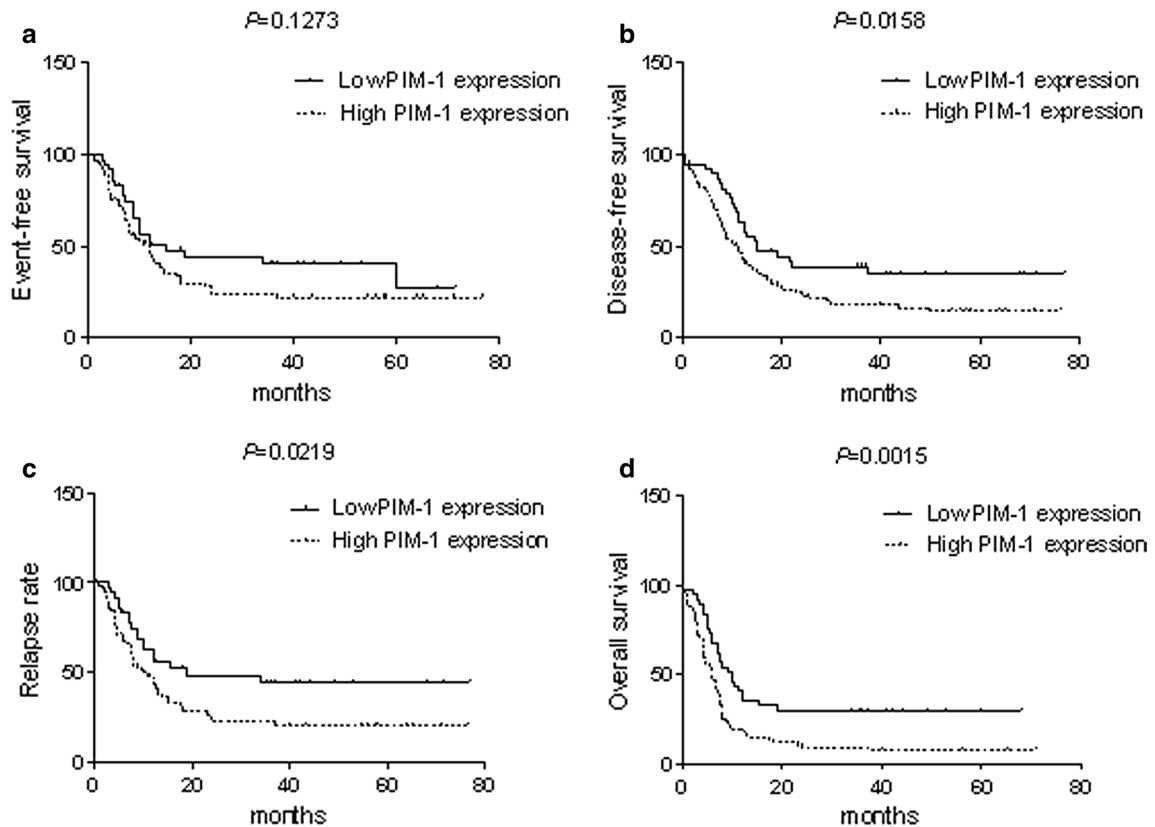 a
P=0.1273
150
100
50
0
Event-free survival
LowPIM-1 expression
High PIM-1 expression
0 20 40 60 80
months
b
P=0.0158
150
100
50
0
Disease-free survival
LowPIM-1 expression
High PIM-1 expression
0 20 40 60 80
months
c
P=0.0219
150
100
50
0
Relapse rate
LowPIM-1 expression
High PIM-1 expression
0 20 40 60 80
months
d
P=0.0015
150
100
50
0
Overall survival
LowPIM-1 expression
High PIM-1 expression
0 20 40 60 80
months